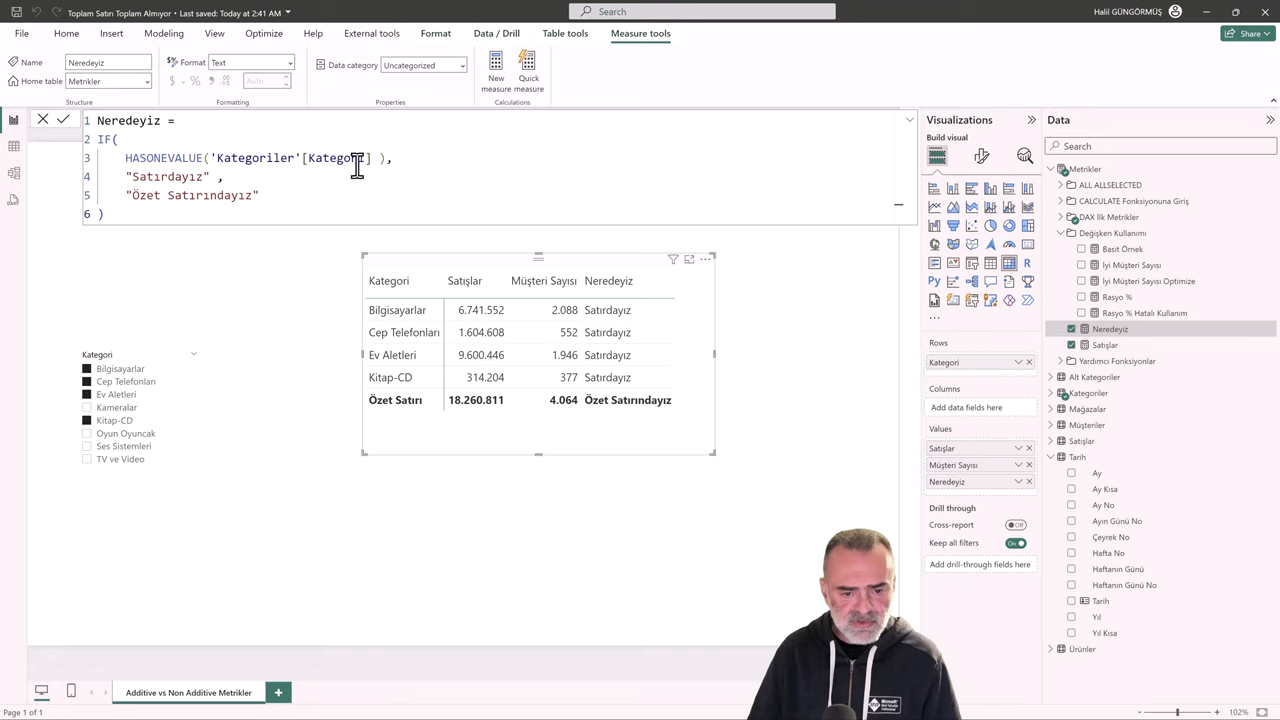 Toplam Satırı Toplam Almıyor • Last saved: Today at 2:41 AM
Search
Halil GÜNGÖRMÜŞ
File
Home
Insert
Modeling
View
Optimize
Help
External tools
Format
Data / Drill
Table tools
Measure tools
Share
Name
Neredeyiz
Home table
Metrikler
Structure
Format
Text
$
%
Auto
Formatting
Data category
Uncategorized
Properties
New measure
Quick measure
Calculations
1 Neredeyiz =
2 IF(
3 HASONEVALUE('Kategoriler'[Kategori] ),
4 "Satırdayız" ,
5 "Özet Satırındayız"
6 )
Kategori
Bilgisayarlar
Cep Telefonları
Ev Aletleri
Kameralar
Kitap-CD
Oyun Oyuncak
Ses Sistemleri
TV ve Video
Kategori Satışlar Müşteri Sayısı Neredeyiz
Bilgisayarlar 6.741.552 2.088 Satırdayız
Cep Telefonları 1.604.608 552 Satırdayız
Ev Aletleri 9.600.446 1.946 Satırdayız
Kitap-CD 314.204 377 Satırdayız
Özet Satırı 18.260.811 4.064 Özet Satırındayız
Visualizations
Build visual
R
Py
Rows
Kategori
Columns
Add data fields here
Values
Satışlar
Müşteri Sayısı
Neredeyiz
Drill through
Cross-report
Off
Keep all filters
On
Add drill-through fields here
Data
Search
Metrikler
ALL ALLSELECTED
CALCULATE Fonksiyonuna Giriş
DAX İlk Metrikler
Değişken Kullanımı
Basit Örnek
İyi Müşteri Sayısı
İyi Müşteri Sayısı Optimize
Rasyo %
Rasyo % Hatalı Kullanım
Neredeyiz
Satışlar
Yardımcı Fonksiyonlar
Alt Kategoriler
Kategoriler
Mağazalar
Müşteriler
Satışlar
Tarih
Ay
Ay Kısa
Ay No
Ayın Günü No
Çeyrek No
Hafta No
Haftanın Günü
Haftanın Günü No
Tarih
Yıl
Yıl Kısa
Ürünler
Additive vs Non Additive Metrikler
Page 1 of 1
102%